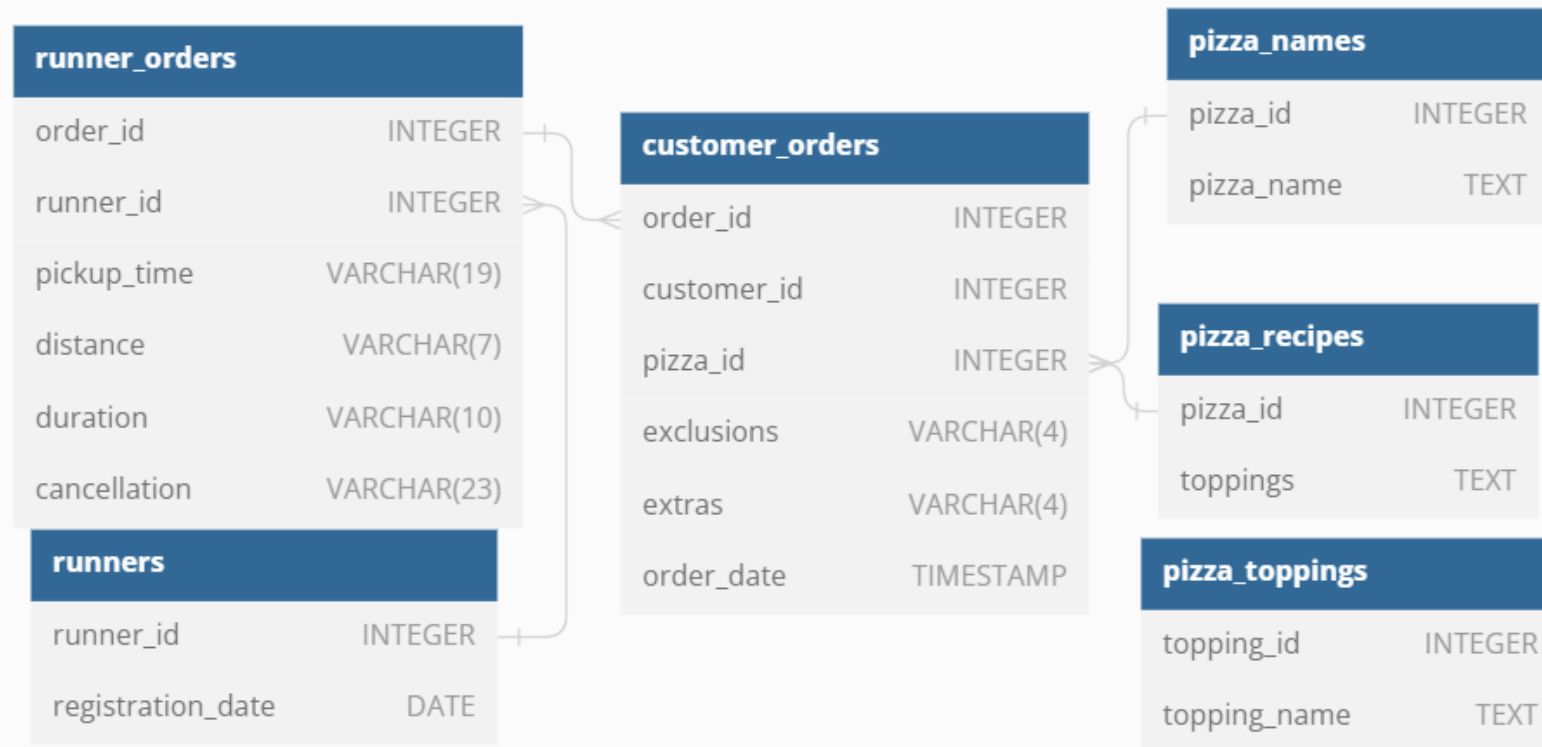 runner_orders
order_id INTEGER
runner_id INTEGER
pickup_time VARCHAR(19)
distance VARCHAR(7)
duration VARCHAR(10)
cancellation VARCHAR(23)
runners
runner_id INTEGER
registration_date DATE
customer_orders
order_id INTEGER
customer_id INTEGER
pizza_id INTEGER
exclusions VARCHAR(4)
extras VARCHAR(4)
order_date TIMESTAMP
pizza_names
pizza_id INTEGER
pizza_name TEXT
pizza_recipes
pizza_id INTEGER
toppings TEXT
pizza_toppings
topping_id INTEGER
topping_name TEXT